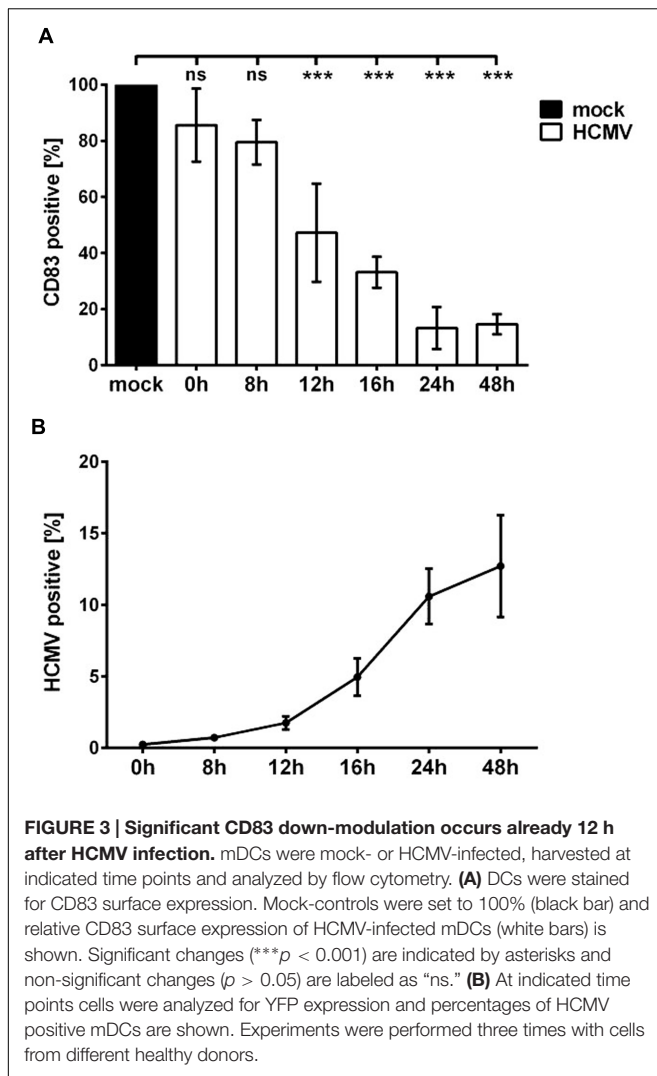 A
ns ns *** *** *** ***
100
80
60
40
20
0
CD83 positive [%]
mock
HCMV
mock 0h 8h 12h 16h 24h 48h
B
20
15
10
5
0
HCMV positive [%]
0h 8h 12h 16h 24h 48h
FIGURE 3 | Significant CD83 down-modulation occurs already 12 h
after HCMV infection. mDCs were mock- or HCMV-infected, harvested at
indicated time points and analyzed by flow cytometry. (A) DCs were stained
for CD83 surface expression. Mock-controls were set to 100% (black bar) and
relative CD83 surface expression of HCMV-infected mDCs (white bars) is
shown. Significant changes (***p < 0.001) are indicated by asterisks and
non-significant changes (p > 0.05) are labeled as “ns.” (B) At indicated time
points cells were analyzed for YFP expression and percentages of HCMV
positive mDCs are shown. Experiments were performed three times with cells
from different healthy donors.